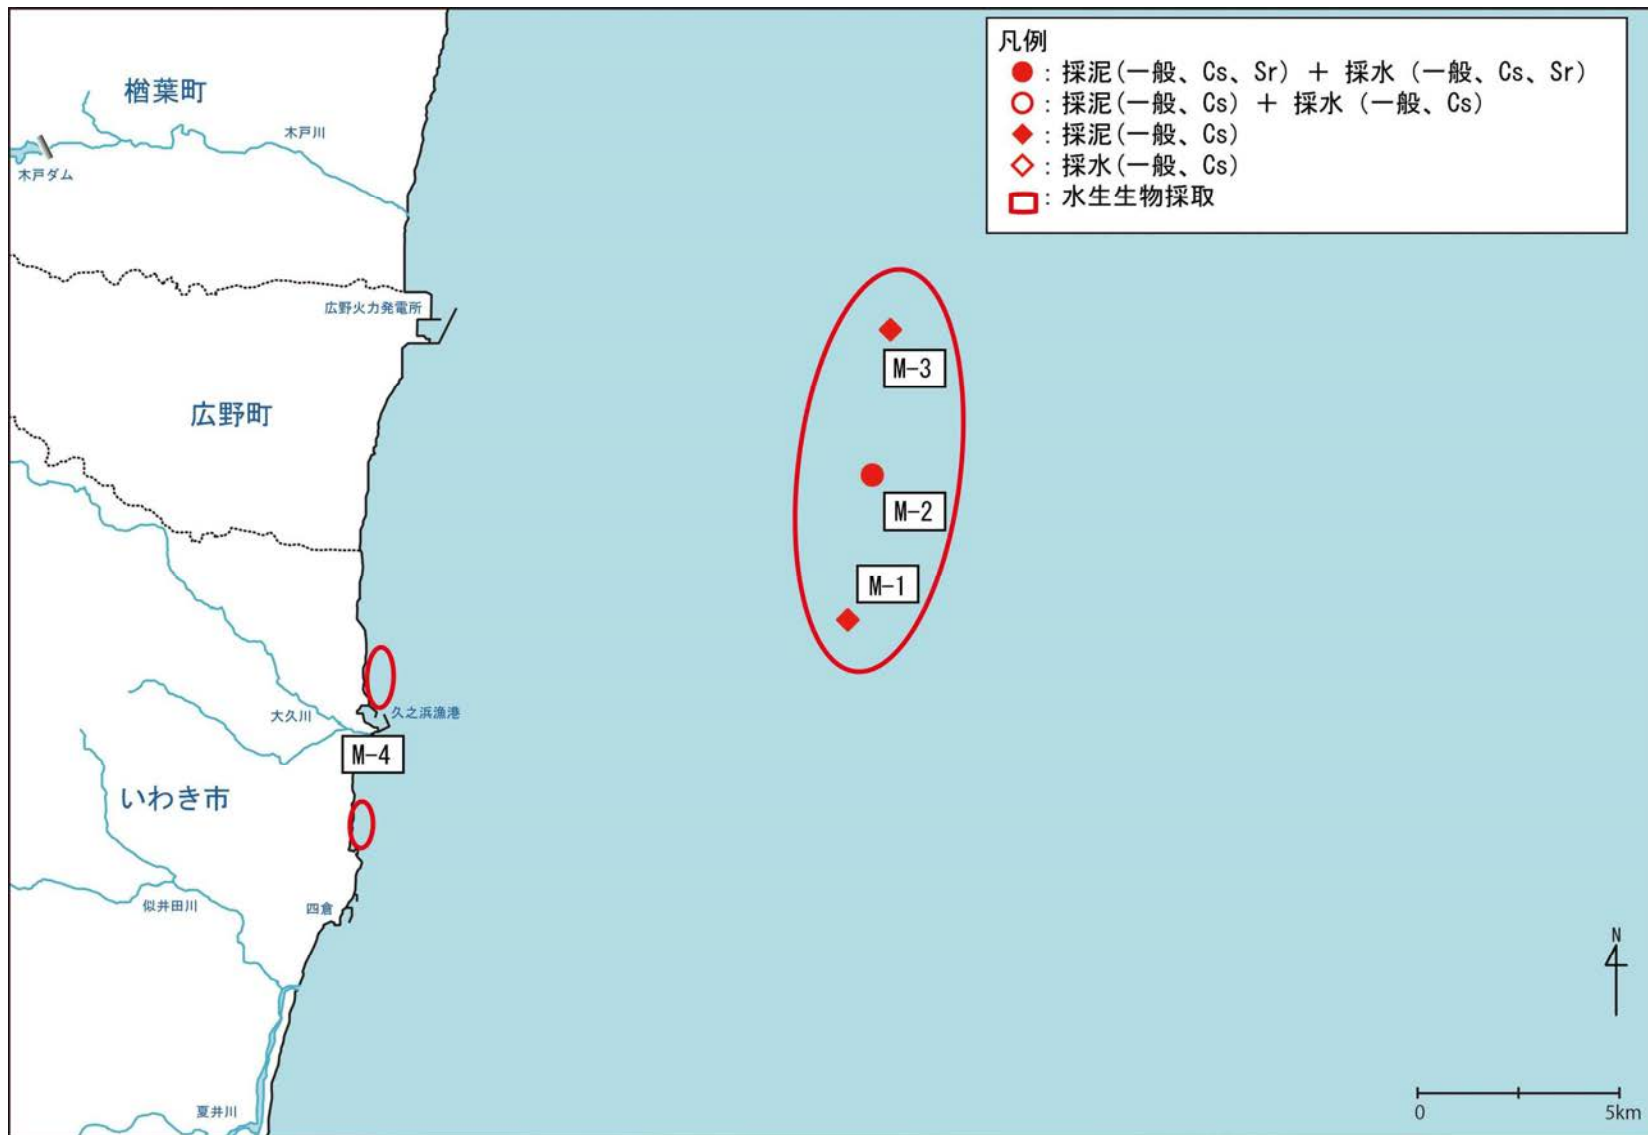 凡例
: 採泥(一般、Cs、Sr) + 採水 (一般、Cs、Sr)
: 採泥(一般、Cs) + 採水 (一般、Cs)
: 採泥(一般、Cs)
: 採水(一般、Cs)
: 水生生物採取
楢葉町
木戸川
木戸ダム
広野火力発電所
広野町
M-3
M-2
M-1
大久川
久之浜漁港
M-4
いわき市
似井田川
四倉
夏井川
N
0 5km